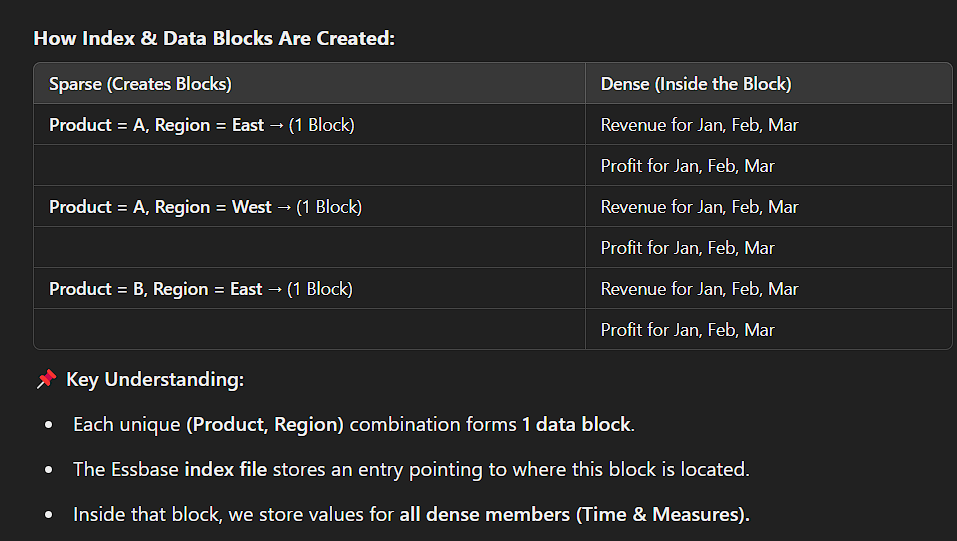 How Index & Data Blocks Are Created:
Sparse (Creates Blocks) Dense (Inside the Block)
Product = A, Region = East → (1 Block) Revenue for Jan, Feb, Mar
Profit for Jan, Feb, Mar
Product = A, Region = West → (1 Block) Revenue for Jan, Feb, Mar
Profit for Jan, Feb, Mar
Product = B, Region = East → (1 Block) Revenue for Jan, Feb, Mar
Profit for Jan, Feb, Mar
📌 Key Understanding:
• Each unique (Product, Region) combination forms 1 data block.
• The Essbase index file stores an entry pointing to where this block is located.
• Inside that block, we store values for all dense members (Time & Measures).